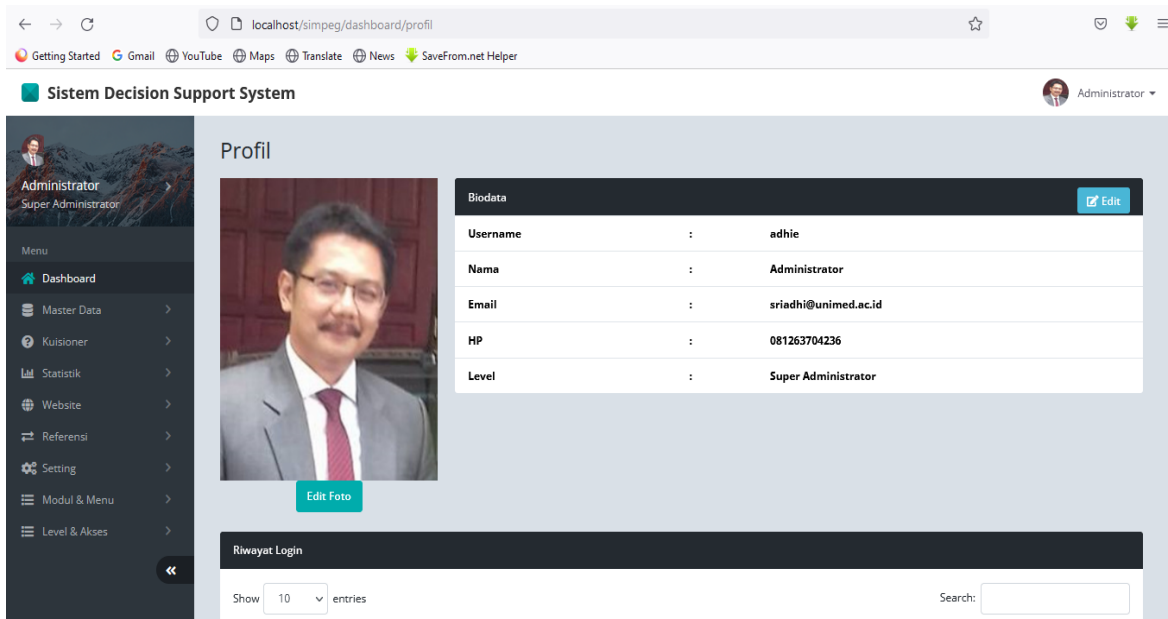 localhost/simpeg/dashboard/profil
Getting Started Gmail YouTube Maps Translate News SaveFrom.net Helper
Sistem Decision Support System
Administrator
Administrator
Super Administrator
Menu
Dashboard
Master Data
Kuisioner
Statistik
Website
Referensi
Setting
Modul & Menu
Level & Akses
Profil
Edit Foto
Biodata
Edit
Username : adhie
Nama : Administrator
Email : sriadhi@unimed.ac.id
HP : 081263704236
Level : Super Administrator
Riwayat Login
Show 10 entries
Search: